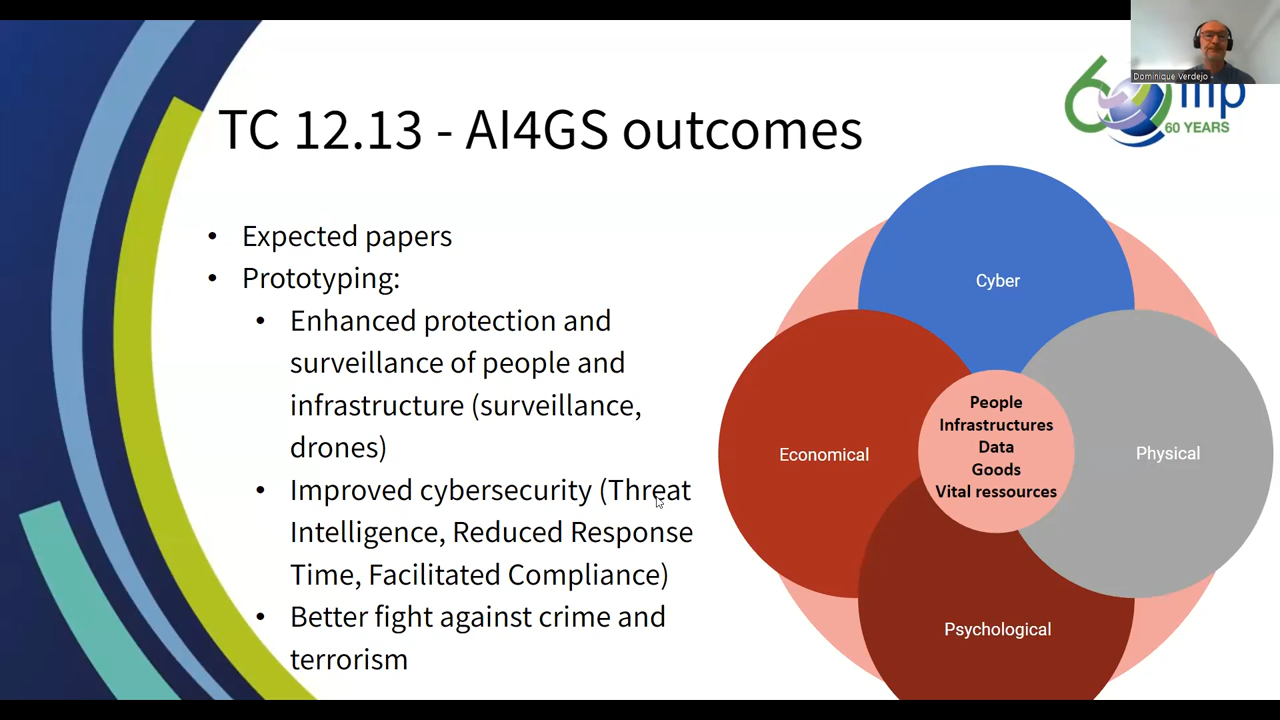 Dominique Verdejo -
60 YEARS
TC 12.13 - AI4GS outcomes
• Expected papers
• Prototyping:
• Enhanced protection and
surveillance of people and
infrastructure (surveillance,
drones)
• Improved cybersecurity (Threat
Intelligence, Reduced Response
Time, Facilitated Compliance)
• Better fight against crime and
terrorism
Cyber
Economical
People
Infrastructures
Data
Goods
Vital ressources
Physical
Psychological